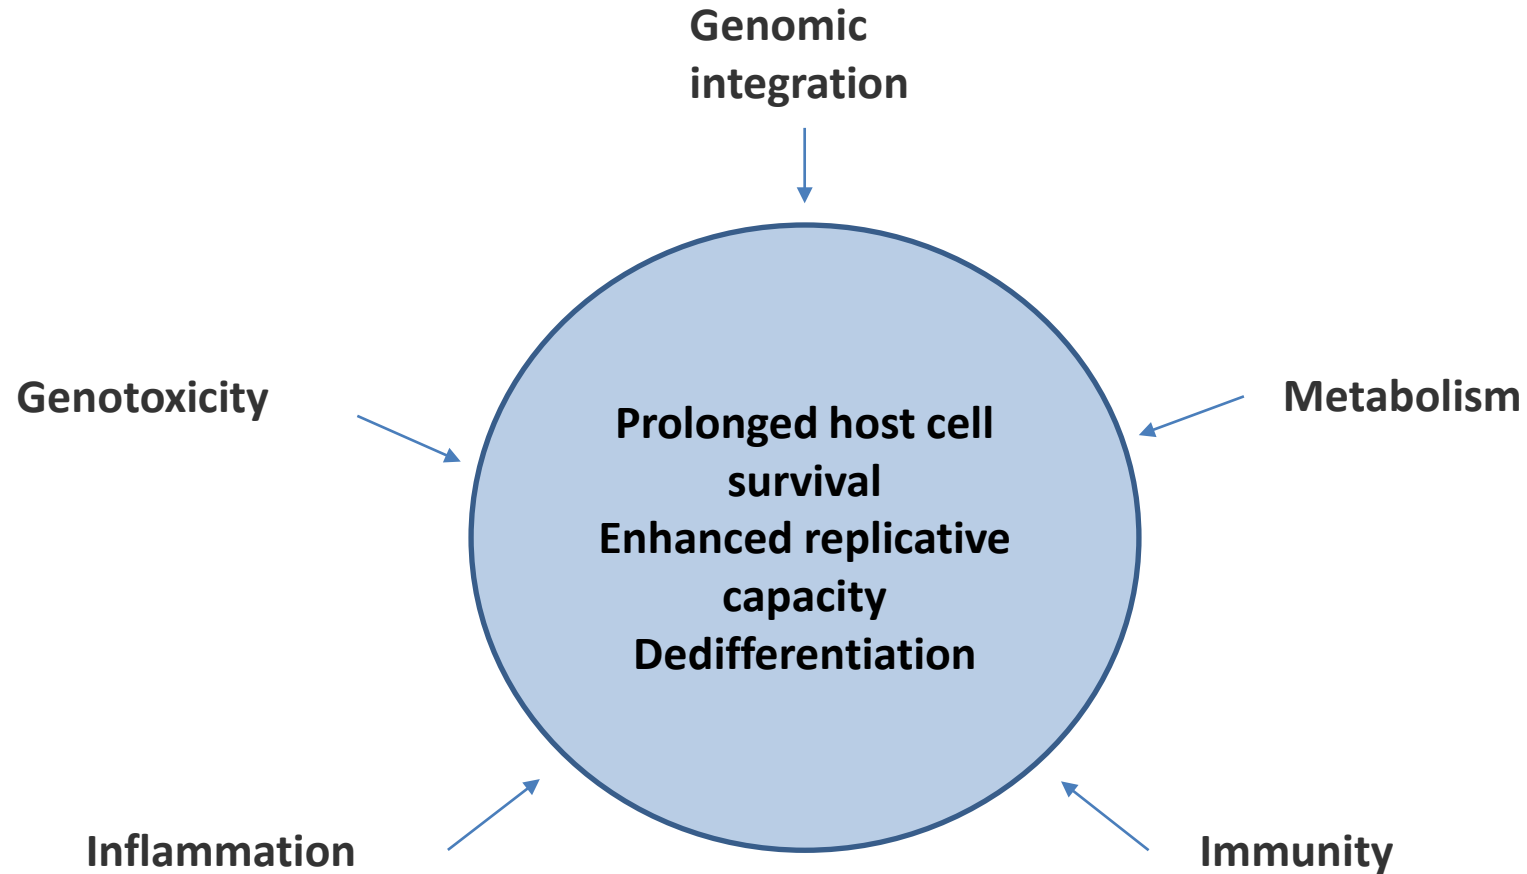 Genomic
integration
Genotoxicity
Metabolism
Prolonged host cell
survival
Enhanced replicative
capacity
Dedifferentiation
Inflammation
Immunity